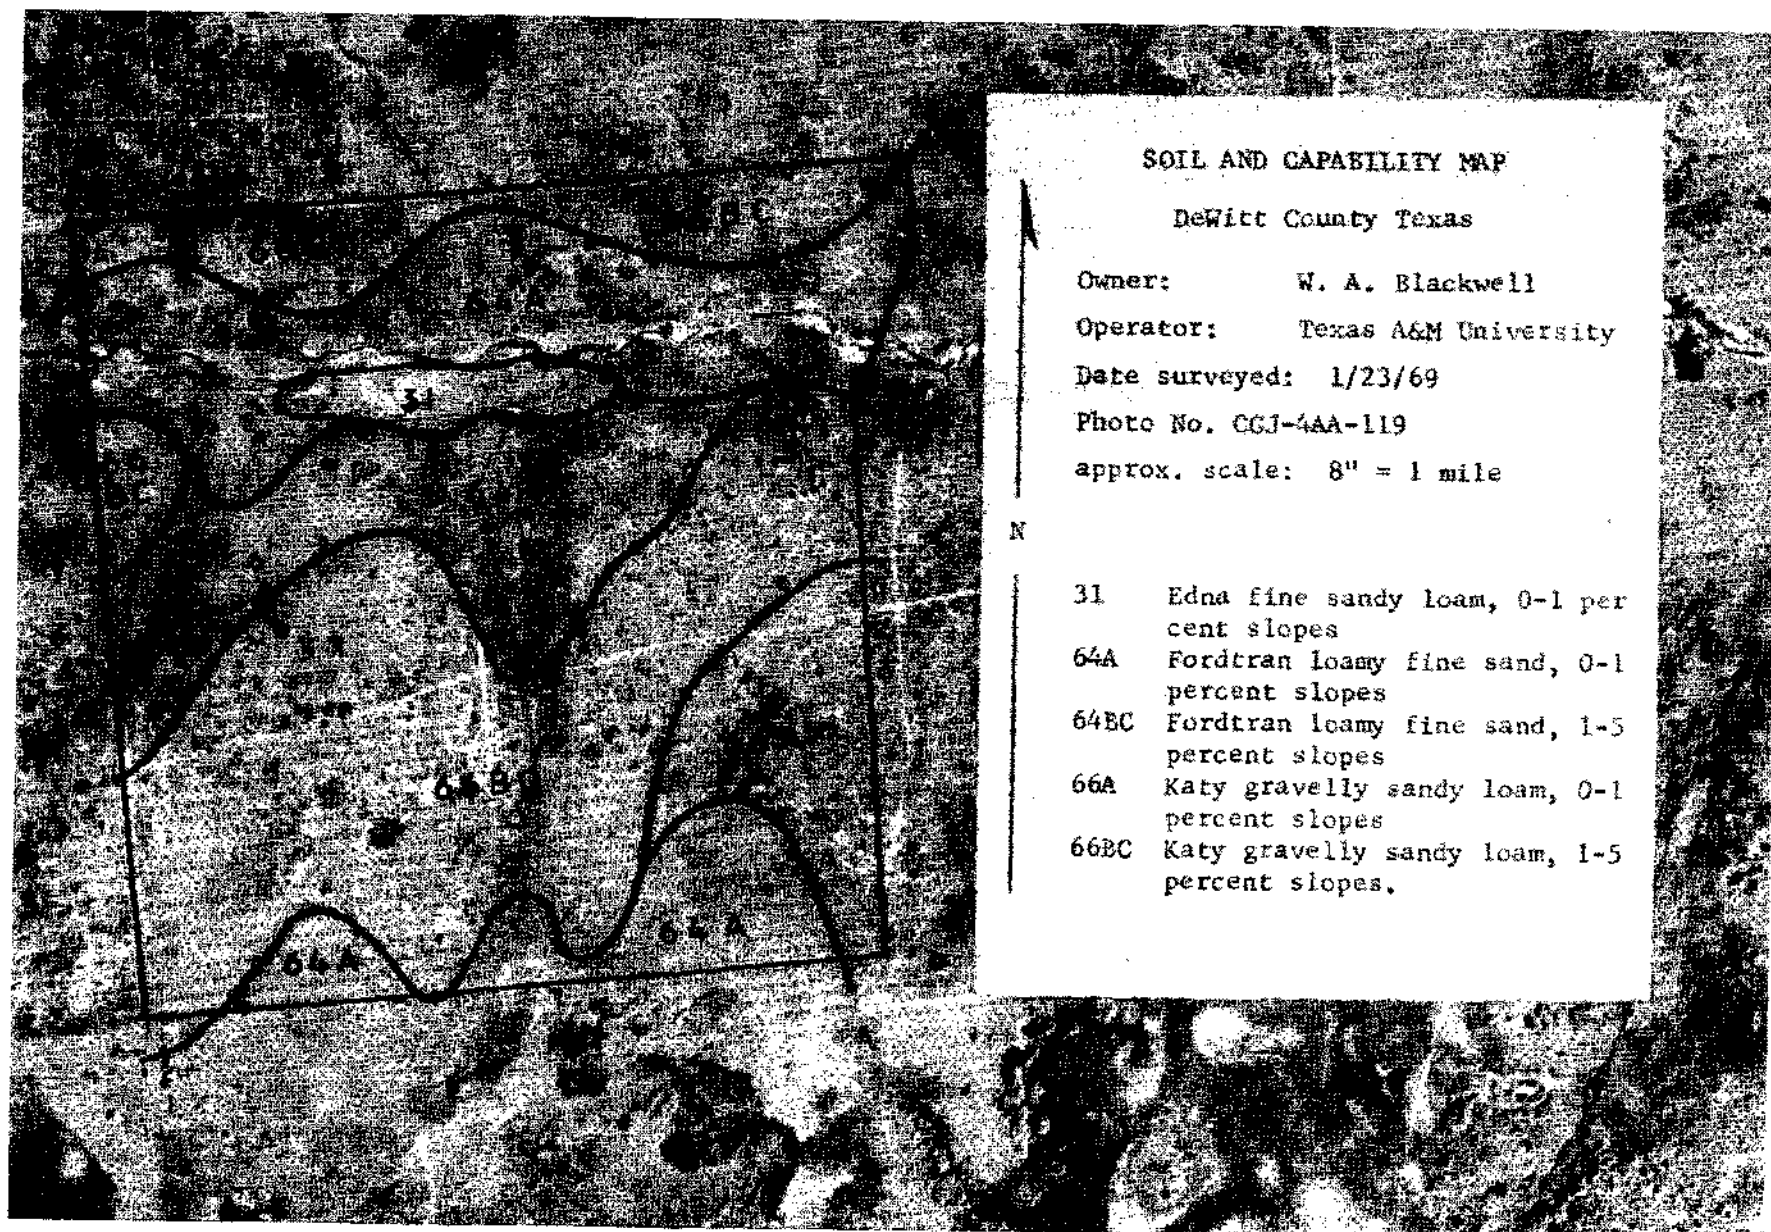 SOIL AND CAPABILITY MAP
DeWitt County Texas
Owner: W. A. Blackwell
Operator: Texas A&M University
Date surveyed: 1/23/69
Photo No. CGJ-4AA-119
approx. scale: 8" = 1 mile
N
31 Edna fine sandy loam, 0-1 per
cent slopes
64A Fordtran loamy fine sand, 0-1
percent slopes
64BC Fordtran loamy fine sand, 1-5
percent slopes
66A Katy gravelly sandy loam, 0-1
percent slopes
66BC Katy gravelly sandy loam, 1-5
percent slopes.
64A
31
64A
64A